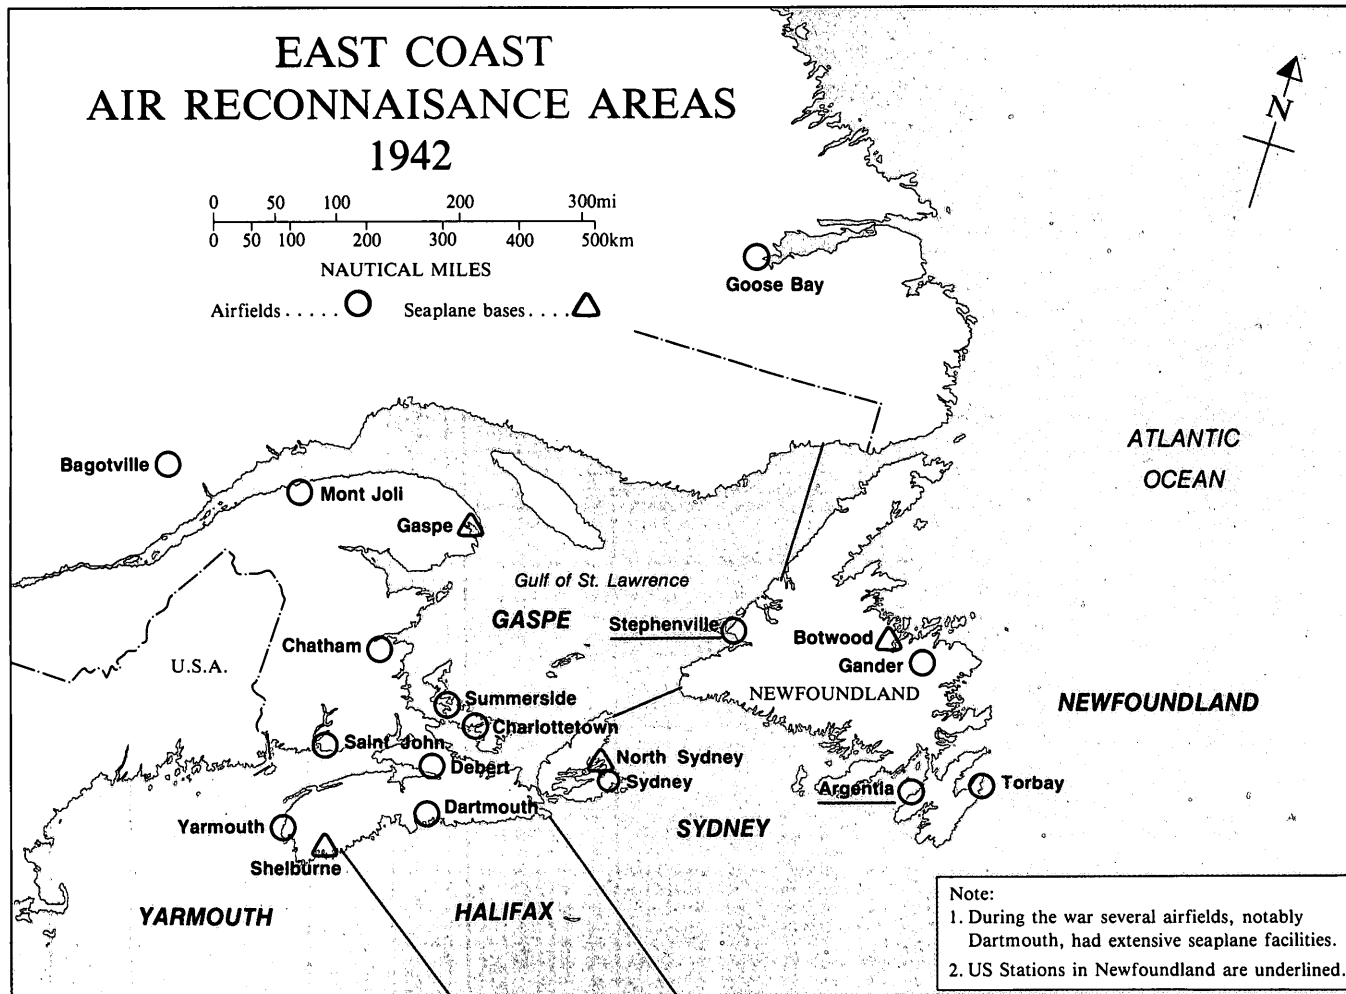 EAST COAST
AIR RECONNAISANCE AREAS
1942
0 50 100 200 300mi
0 50 100 200 300 400 500km
NAUTICAL MILES
Airfields . . . . . Seaplane bases . . . .
N
Goose Bay
ATLANTIC
OCEAN
Bagotville
Mont Joli
Gaspe
Gulf of St. Lawrence
GASPE
Stephenville
Botwood
Chatham
Gander
U.S.A.
NEWFOUNDLAND
Summerside
NEWFOUNDLAND
Charlottetown
Saint John
North Sydney
Debert
Sydney
Argentia
Torbay
Dartmouth
Yarmouth
SYDNEY
Shelburne
YARMOUTH
HALIFAX
Note:
1. During the war several airfields, notably
Dartmouth, had extensive seaplane facilities.
2. US Stations in Newfoundland are underlined.